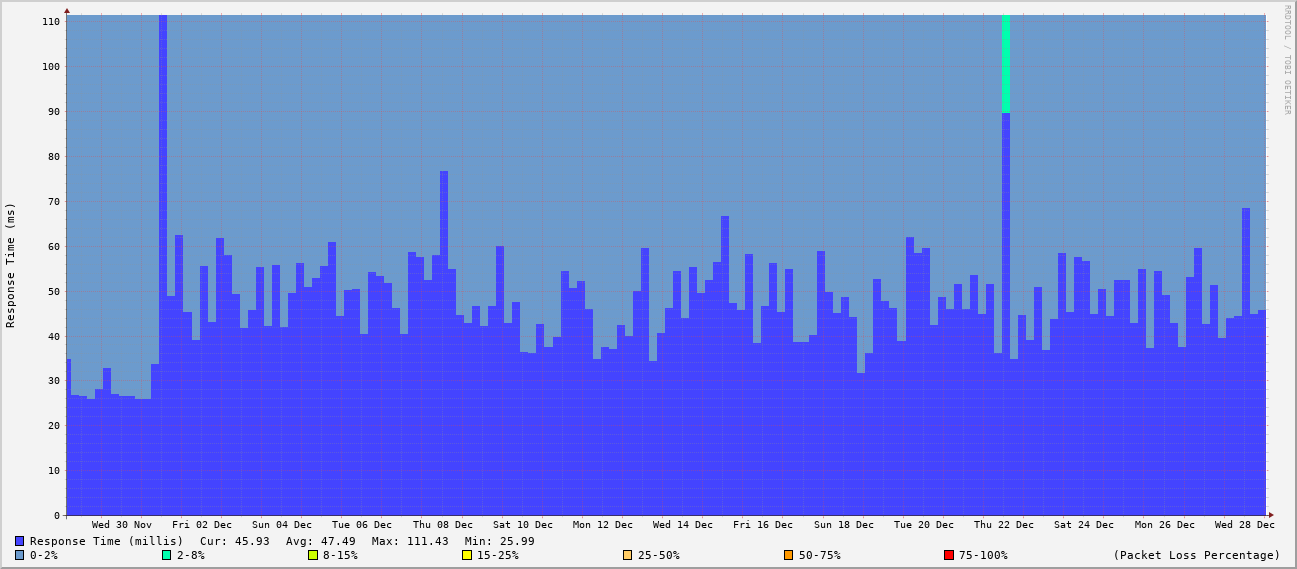 RRDTOOL / TOBI OETIKER
Response Time (ms)
110
100
90
80
70
60
50
40
30
20
10
0
Wed 30 Nov Fri 02 Dec Sun 04 Dec Tue 06 Dec Thu 08 Dec Sat 10 Dec Mon 12 Dec Wed 14 Dec Fri 16 Dec Sun 18 Dec Tue 20 Dec Thu 22 Dec Sat 24 Dec Mon 26 Dec Wed 28 Dec
Response Time (millis) Cur: 45.93 Avg: 47.49 Max: 111.43 Min: 25.99
0-2% 2-8% 8-15% 15-25% 25-50% 50-75% 75-100% (Packet Loss Percentage)